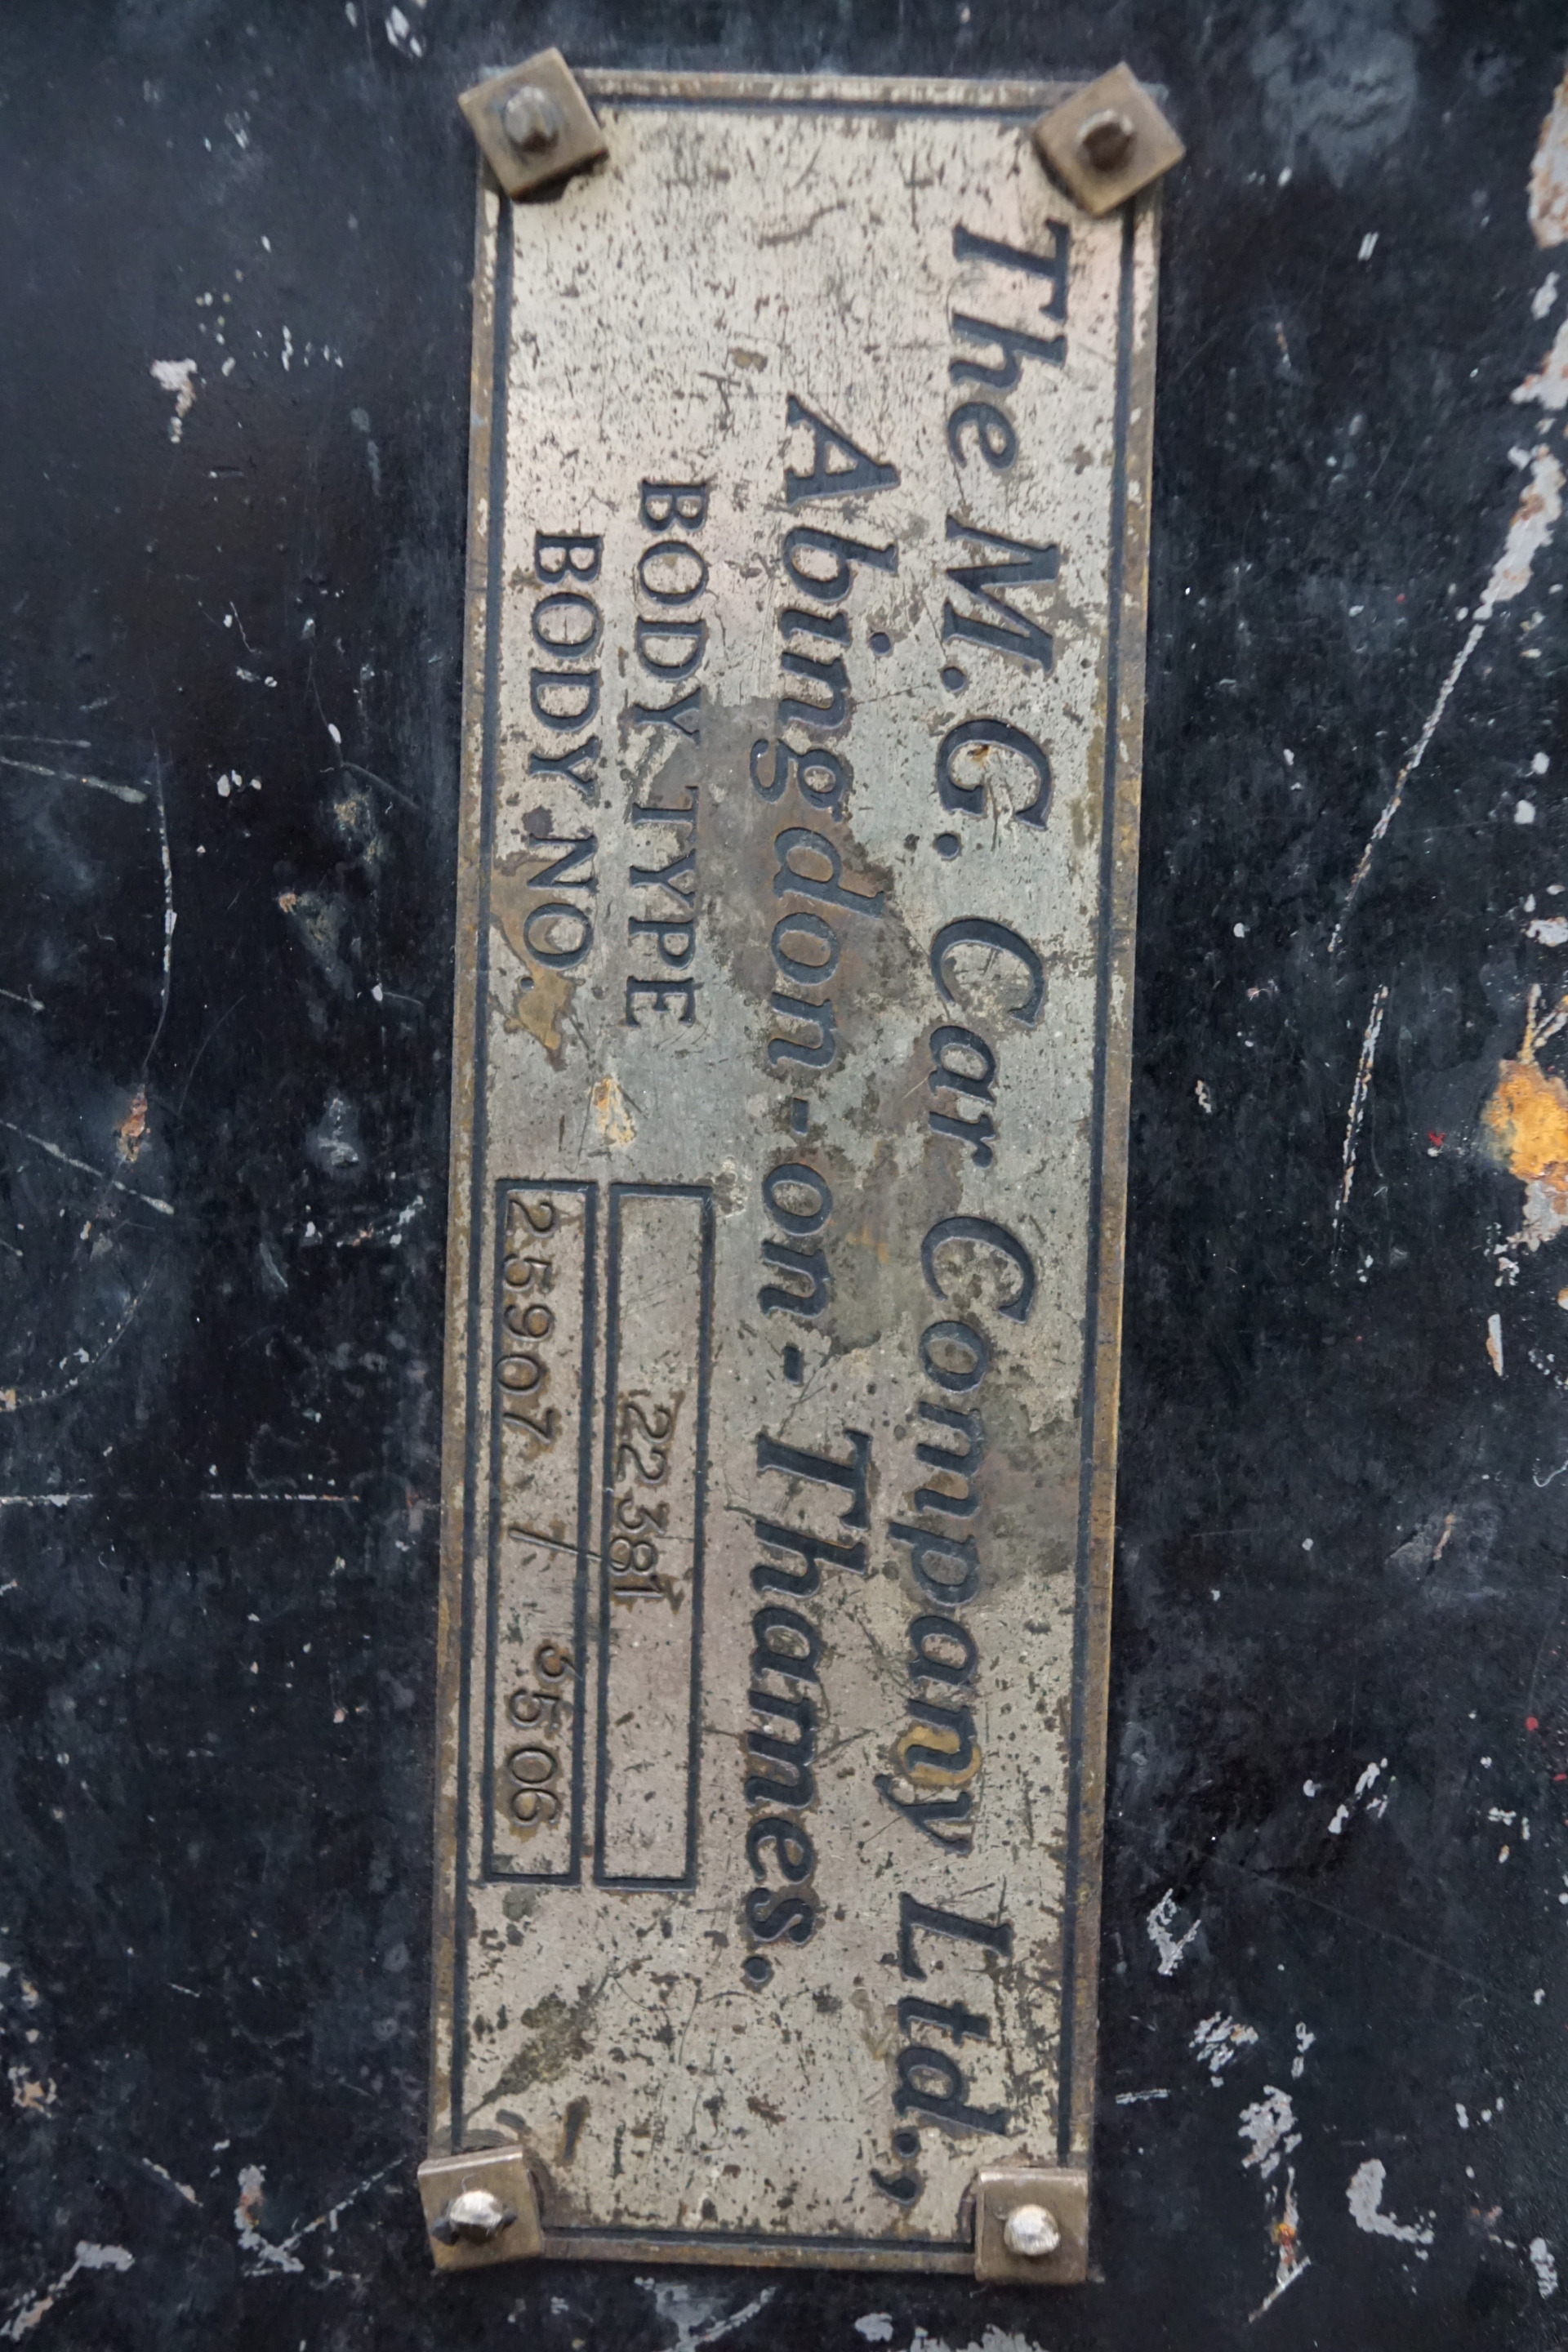 The M.G. Car Company Ltd.,
Abingdon-on-Thames.
BODY TYPE 22381
BODY NO. 25907 / 5506